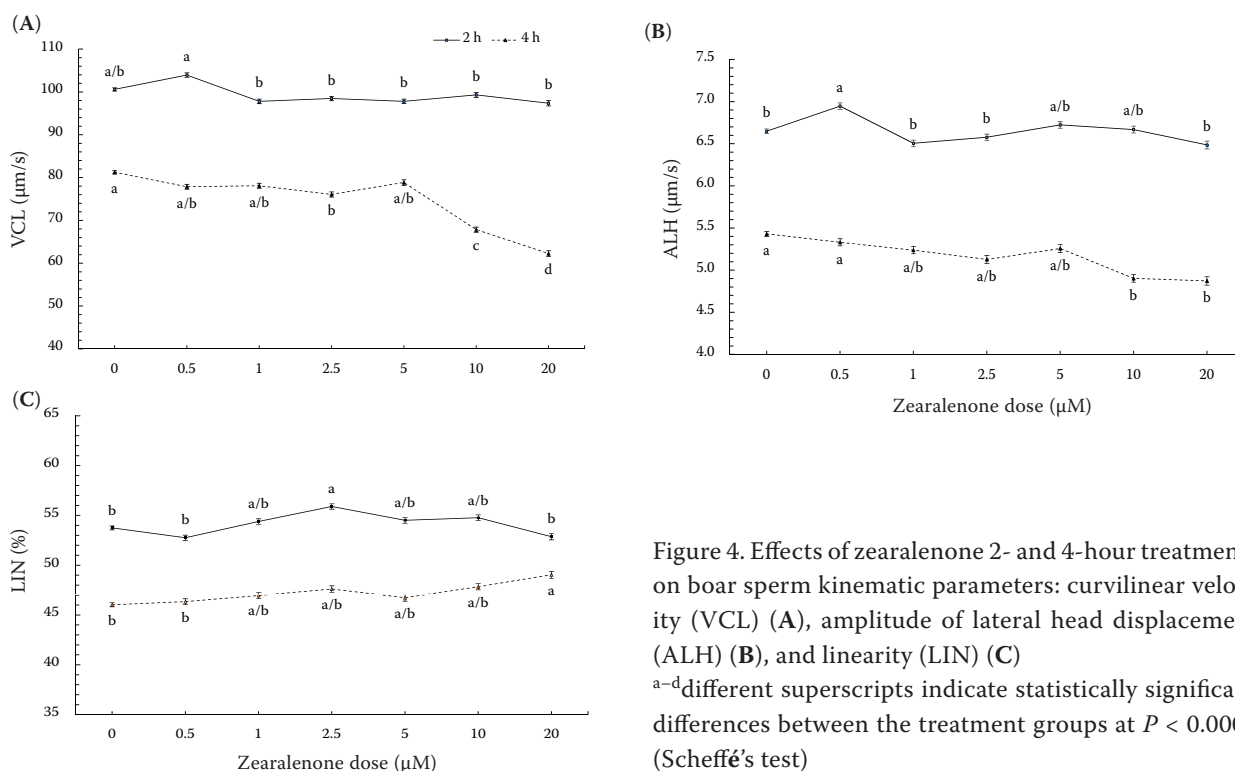 (A)
2 h 4 h
110
100
90
80
70
60
50
40
VCL (µm/s)
a/b a b b b b b
a a/b a/b b a/b c d
0 0.5 1 2.5 5 10 20
(B)
7.5
7.0
6.5
6.0
5.5
5.0
4.5
4.0
ALH (µm/s)
b a b b a/b a/b b
a a a/b a/b a/b b b
0 0.5 1 2.5 5 10 20
Zearalenone dose (µM)
(C)
65
60
55
50
45
40
35
LIN (%)
b b a/b a a/b a/b b
b b a/b a/b a/b a/b a
0 0.5 1 2.5 5 10 20
Zearalenone dose (µM)
Figure 4. Effects of zearalenone 2- and 4-hour treatmen
on boar sperm kinematic parameters: curvilinear velo
ity (VCL) (A), amplitude of lateral head displaceme
(ALH) (B), and linearity (LIN) (C)
a–ddifferent superscripts indicate statistically significa
differences between the treatment groups at P < 0.000
(Scheffé's test)